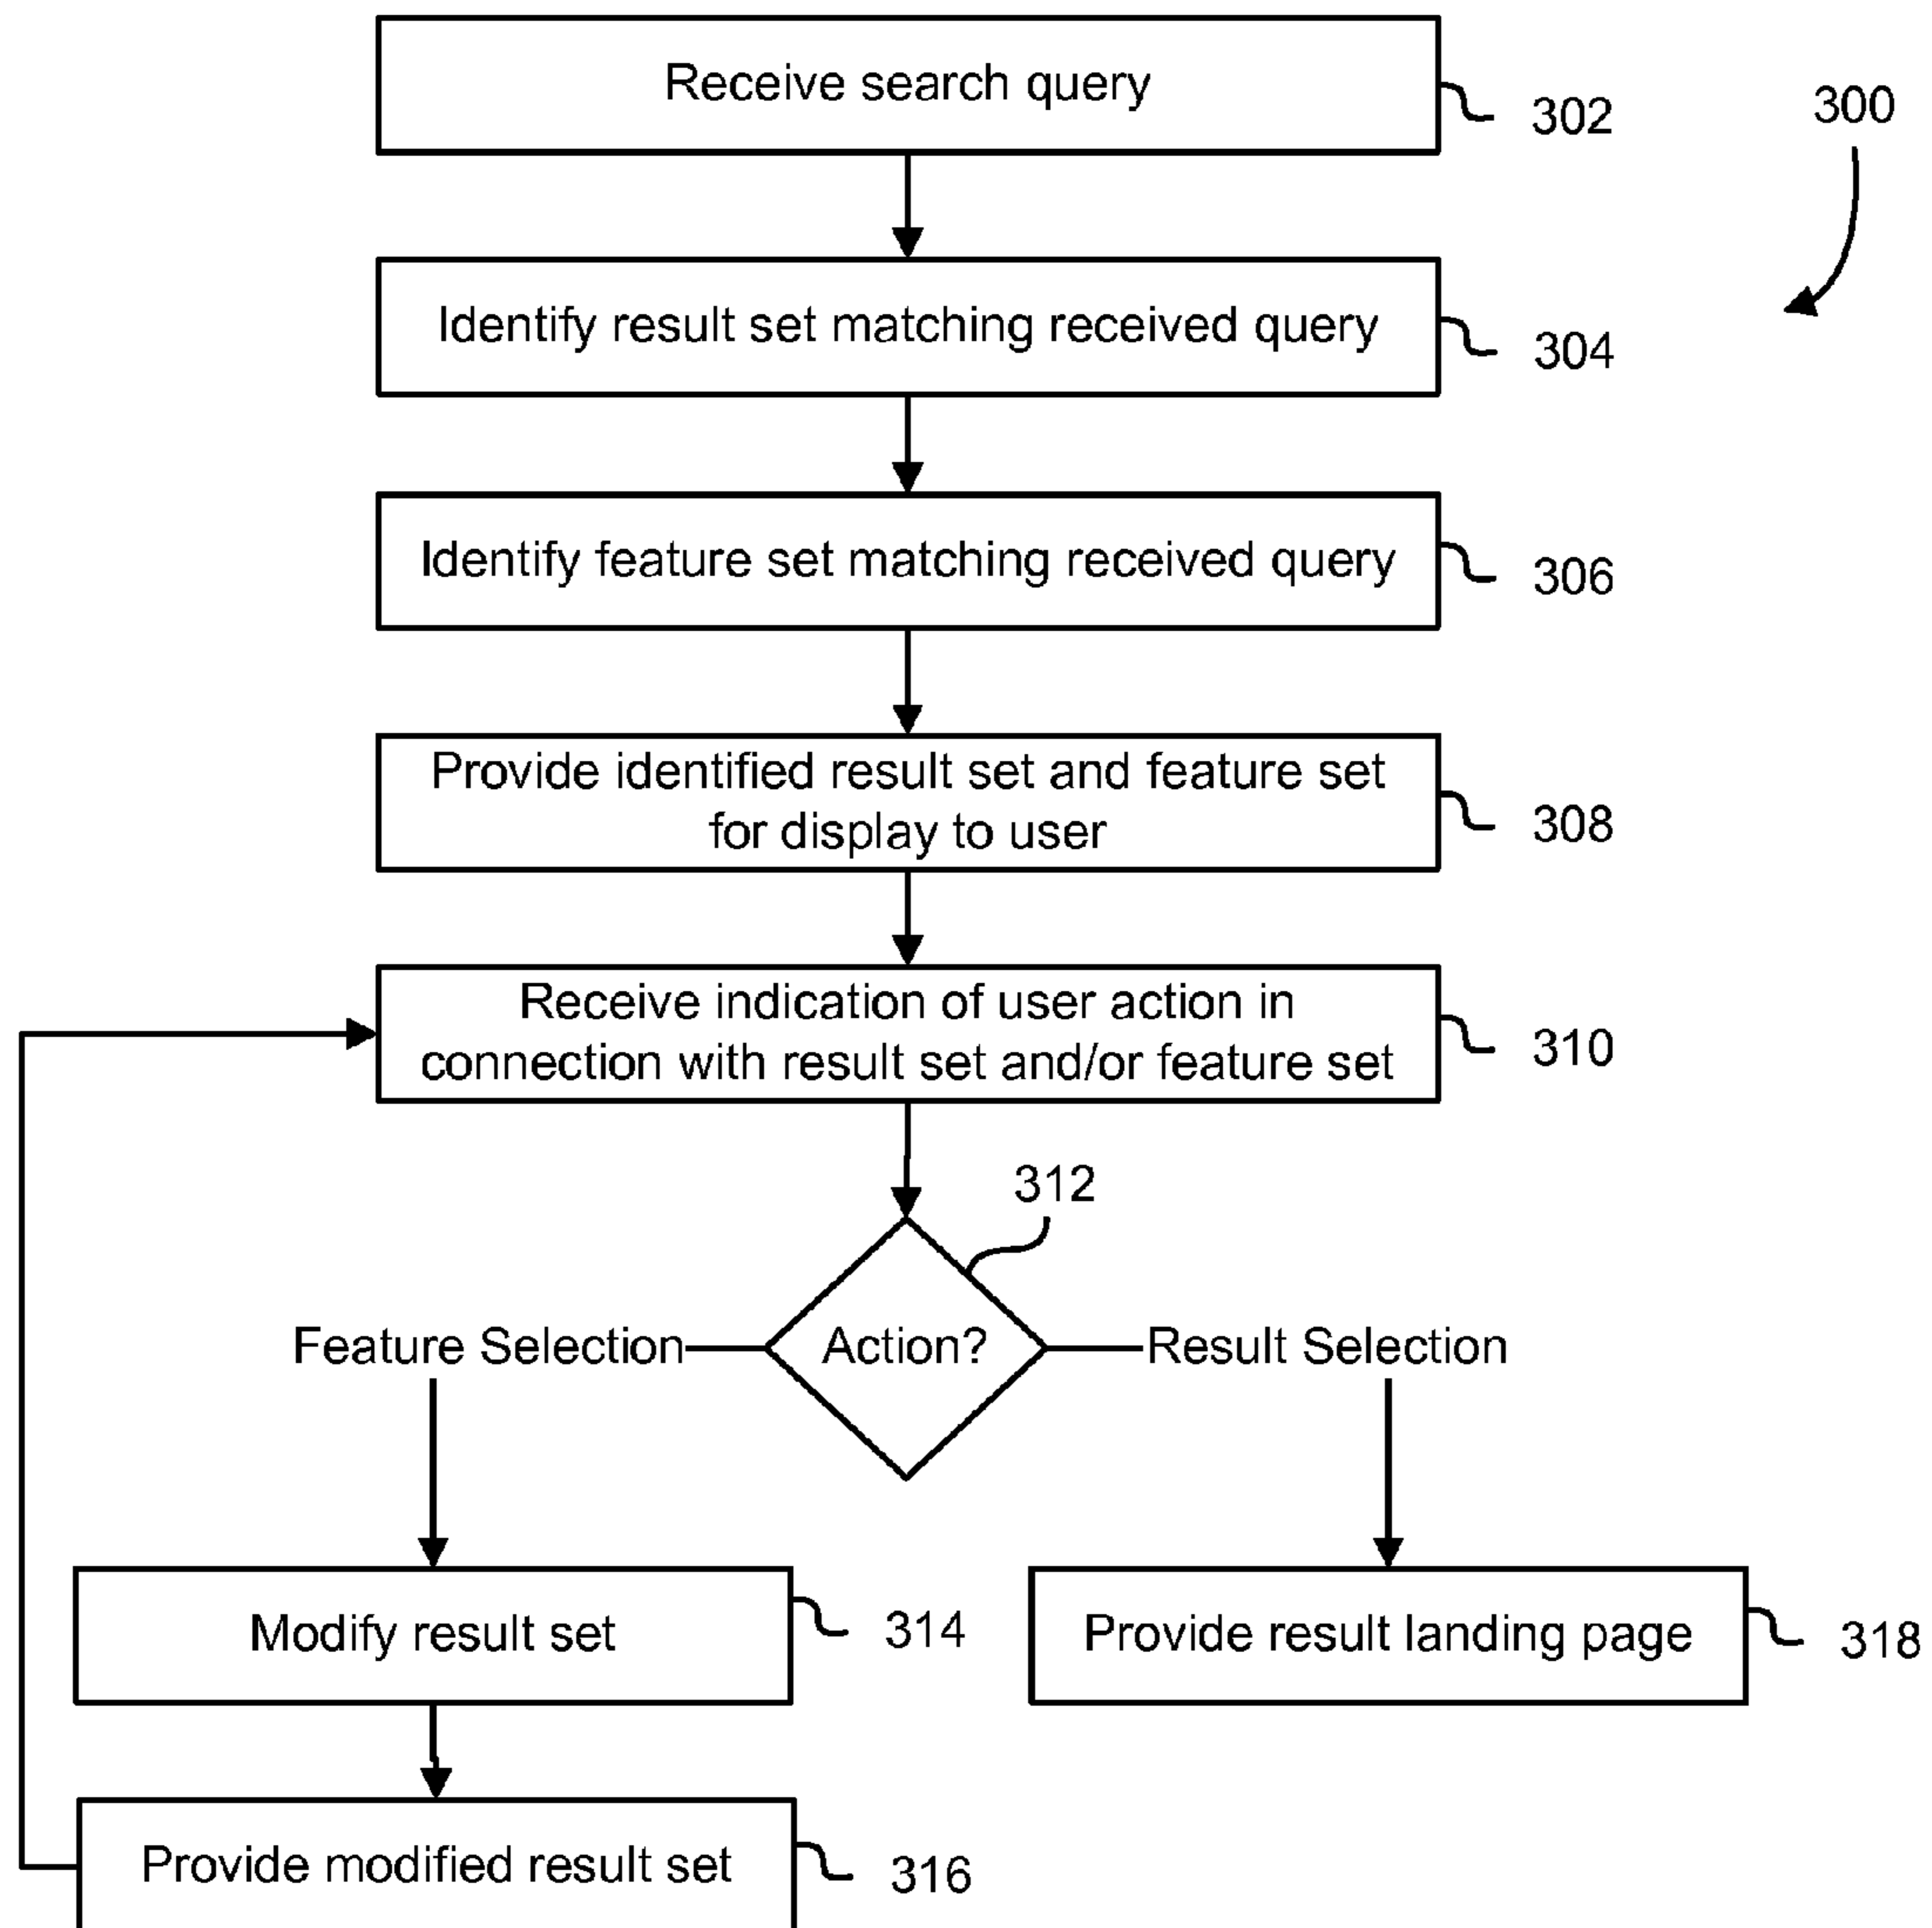 Receive search query
302
300
Identify result set matching received query
304
Identify feature set matching received query
306
Provide identified result set and feature set
for display to user
308
Receive indication of user action in
connection with result set and/or feature set
310
312
Feature Selection
Action?
Result Selection
Modify result set
314
Provide result landing page
318
Provide modified result set
316